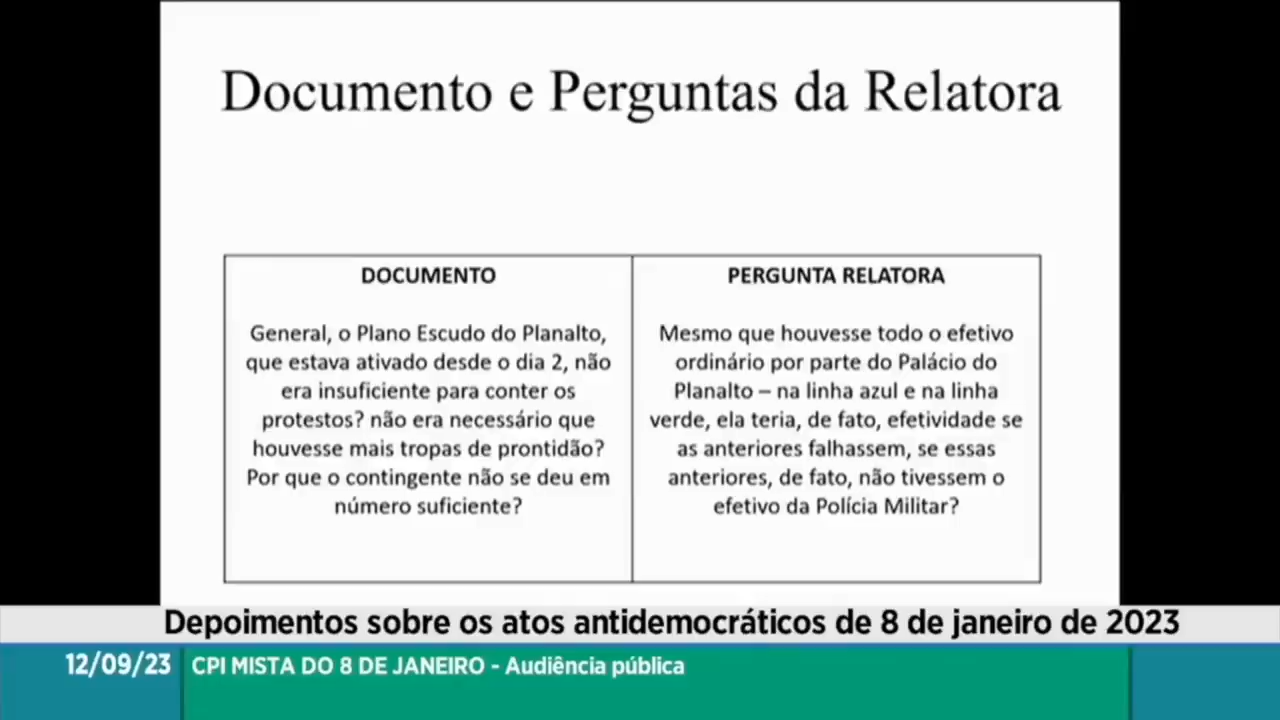 Documento e Perguntas da Relatora
DOCUMENTO
General, o Plano Escudo do Planalto,
que estava ativado desde o dia 2, não
era insuficiente para conter os
protestos? não era necessário que
houvesse mais tropas de prontidão?
Por que o contingente não se deu em
número suficiente?
PERGUNTA RELATORA
Mesmo que houvesse todo o efetivo
ordinário por parte do Palácio do
Planalto – na linha azul e na linha
verde, ela teria, de fato, efetividade se
as anteriores falhassem, se essas
anteriores, de fato, não tivessem o
efetivo da Polícia Militar?
Depoimentos sobre os atos antidemocráticos de 8 de janeiro de 2023
12/09/23
CPI MISTA DO 8 DE JANEIRO - Audiência pública